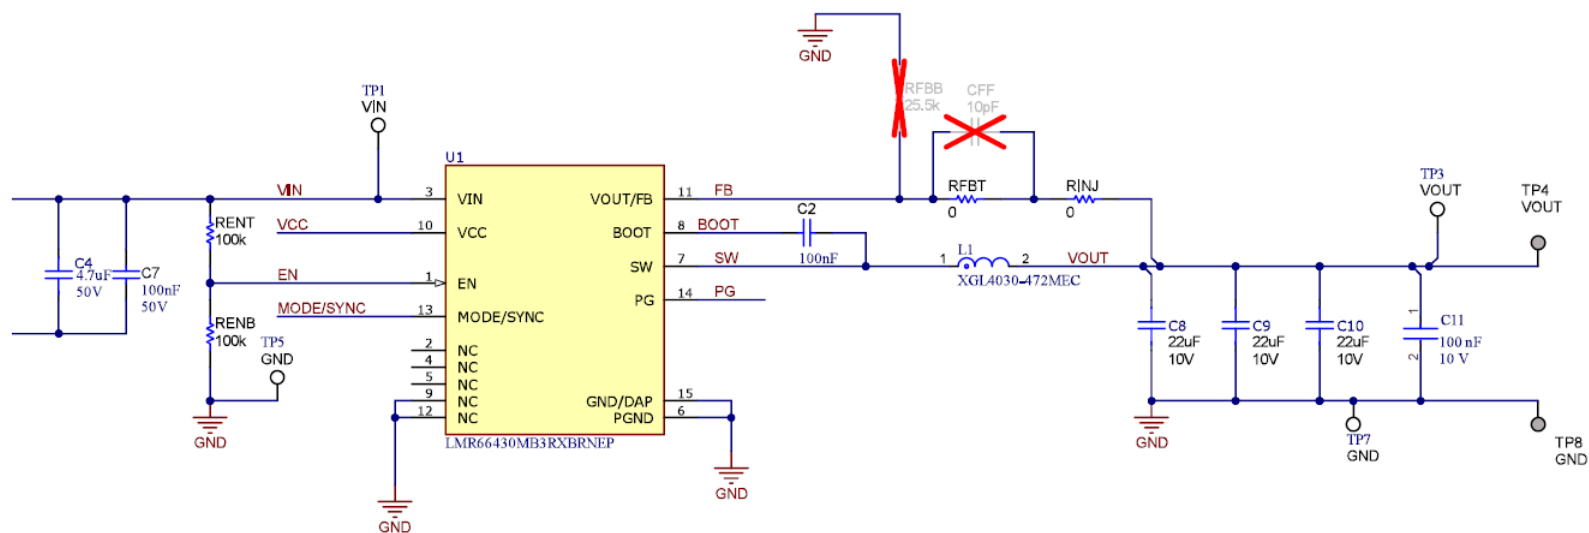 GND
RFBB
25.5k
CFF
10pF
TP1
VIN
U1
VIN
3
VIN
VOUT/FB
11
FB
RFBT
0
RINJ
0
TP3
VOUT
TP4
VOUT
RENT
100k
VCC
10
VCC
BOOT
8
BOOT
C2
100nF
SW
7
SW
1
L1
2
XGL4030-472MEC
VOUT
C4
4.7uF
50V
C7
100nF
50V
EN
1
EN
PG
14
PG
MODE/SYNC
13
MODE/SYNC
RENB
100k
TP5
GND
2
NC
4
NC
5
NC
9
NC
12
NC
GND/DAP
15
PGND
6
LMR66430MB3RXBRNEP
C8
22uF
10V
C9
22uF
10V
C10
22uF
10V
1
C11
100 nF
10 V
2
GND
GND
GND
GND
TP7
GND
TP8
GND